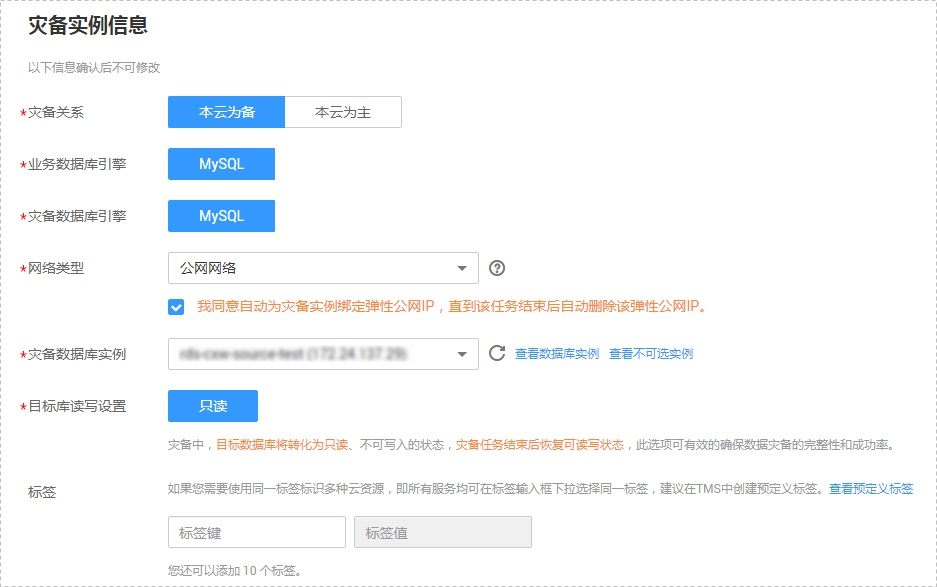 灾备实例信息
以下信息确认后不可修改
*灾备关系 本云为备 本云为主
*业务数据库引擎 MySQL
*灾备数据库引擎 MySQL
*网络类型 公网网络 ?
我同意自动为灾备实例绑定弹性公网IP，直到该任务结束后自动删除该弹性公网IP。
*灾备数据库实例 查看数据库实例 查看不可选实例
*目标库读写设置 只读
灾备中，目标数据库将转化为只读、不可写入的状态，灾备任务结束后恢复可读写状态，此选项可有效的确保数据灾备的完整性和成功率。
标签 如果您需要使用同一标签标识多种云资源，即所有服务均可在标签输入框下拉选择同一标签，建议在TMS中创建预定义标签。查看预定义标签
标签键 标签值
您还可以添加 10 个标签。